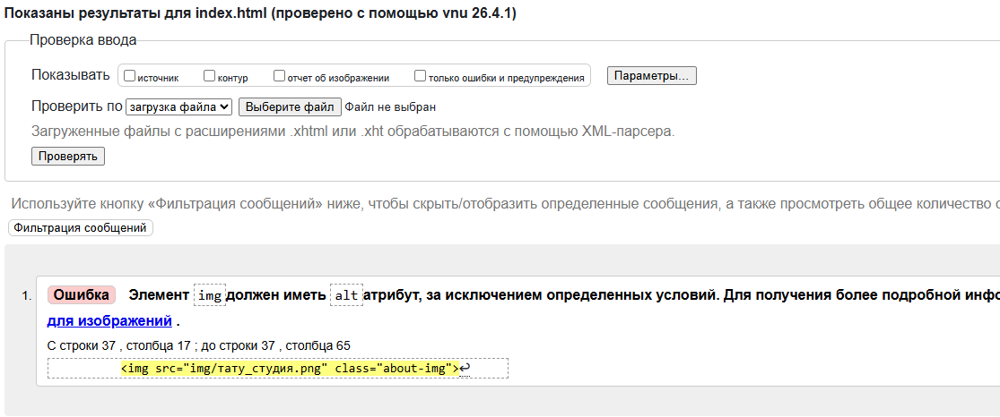 Показаны результаты для index.html (проверено с помощью vnu 26.4.1)
Проверка ввода
Показывать источник контур отчет об изображении только ошибки и предупреждения Параметры...
Проверить по загрузка файла Выберите файл Файл не выбран
Загруженные файлы с расширениями .xhtml или .xht обрабатываются с помощью XML-парсера.
Проверять
Используйте кнопку «Фильтрация сообщений» ниже, чтобы скрыть/отобразить определенные сообщения, а также просмотреть общее количество
Фильтрация сообщений
1. Ошибка Элемент img должен иметь alt атрибут, за исключением определенных условий. Для получения более подробной
для изображений .
С строки 37 , столбца 17 ; до строки 37 , столбца 65
<img src="img/тату_студия.png" class="about-img">↩